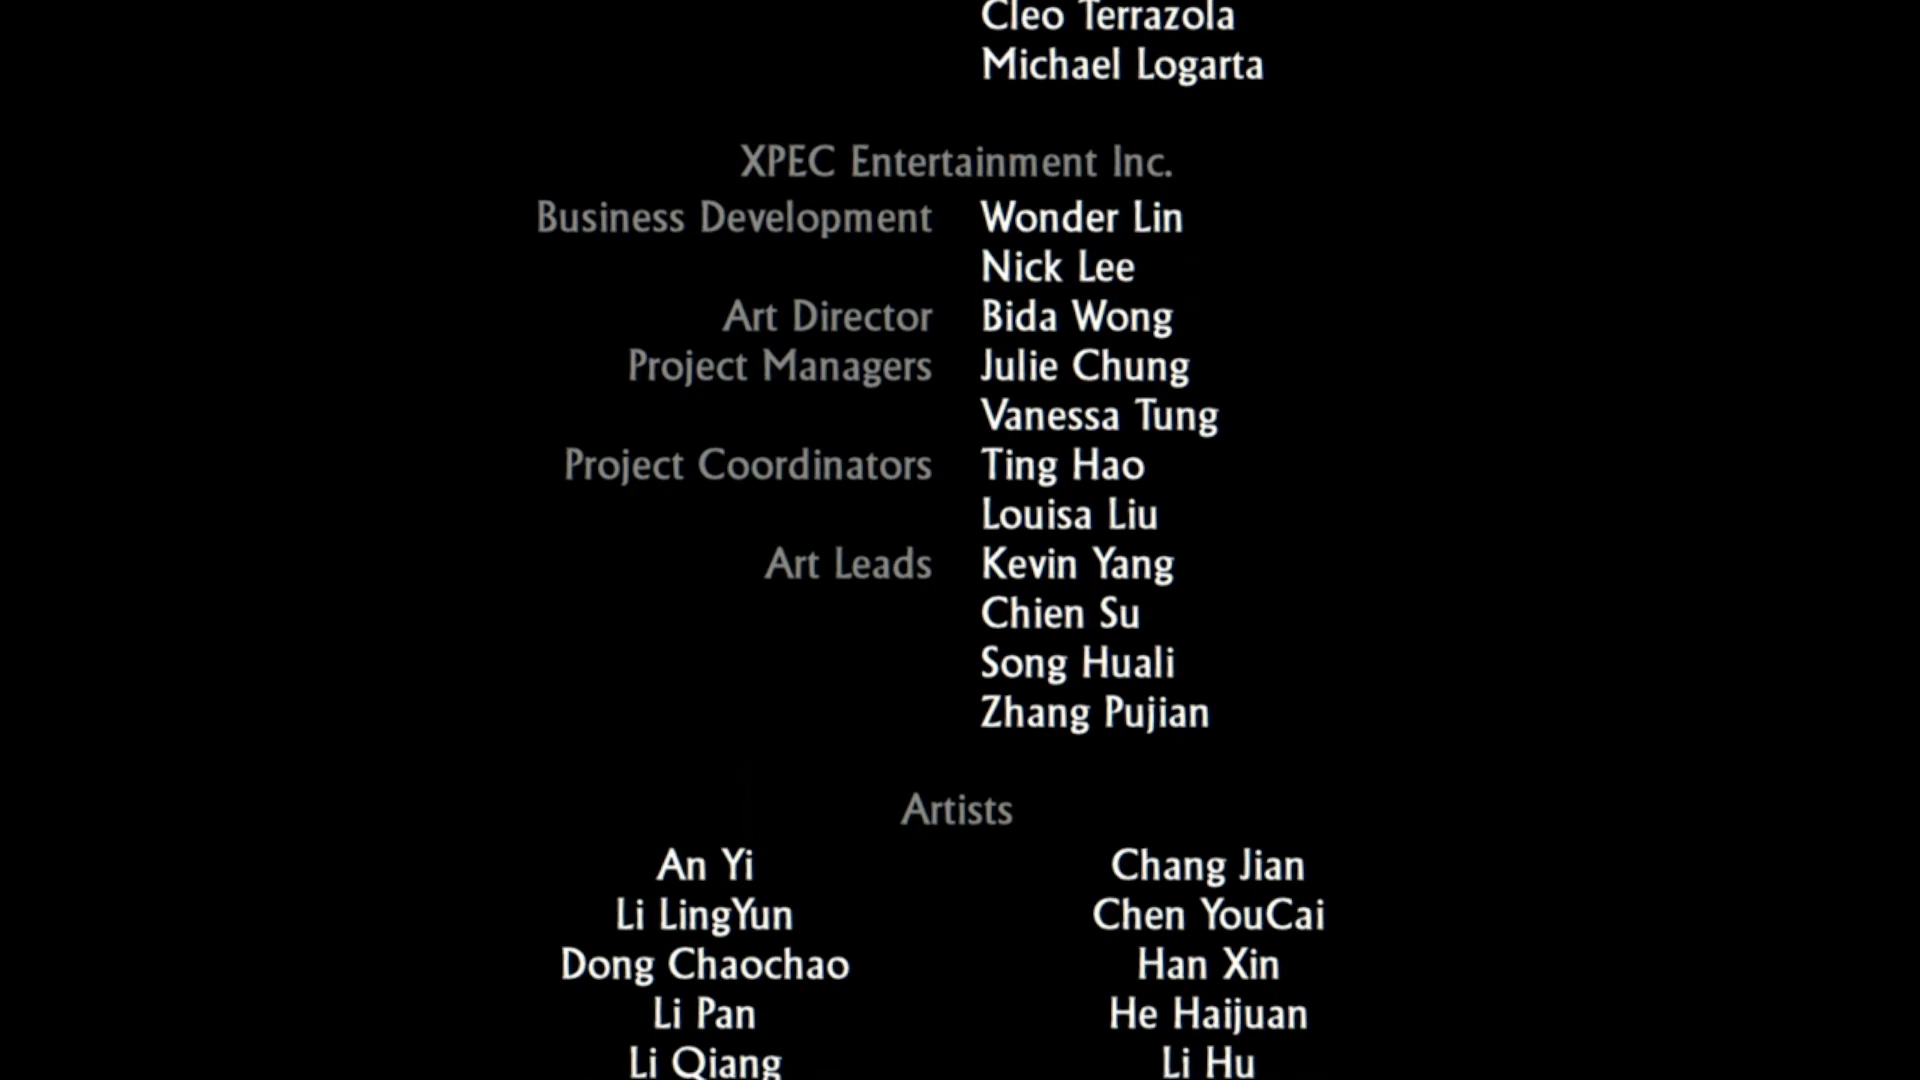 Cleo Terrazola
Michael Logarta
XPEC Entertainment Inc.
Business Development Wonder Lin
Nick Lee
Art Director Bida Wong
Project Managers Julie Chung
Vanessa Tung
Project Coordinators Ting Hao
Louisa Liu
Art Leads Kevin Yang
Chien Su
Song Huali
Zhang Pujian
Artists
An Yi Chang Jian
Li LingYun Chen YouCai
Dong Chaochao Han Xin
Li Pan He Haijuan
Li Qiang Li Hu